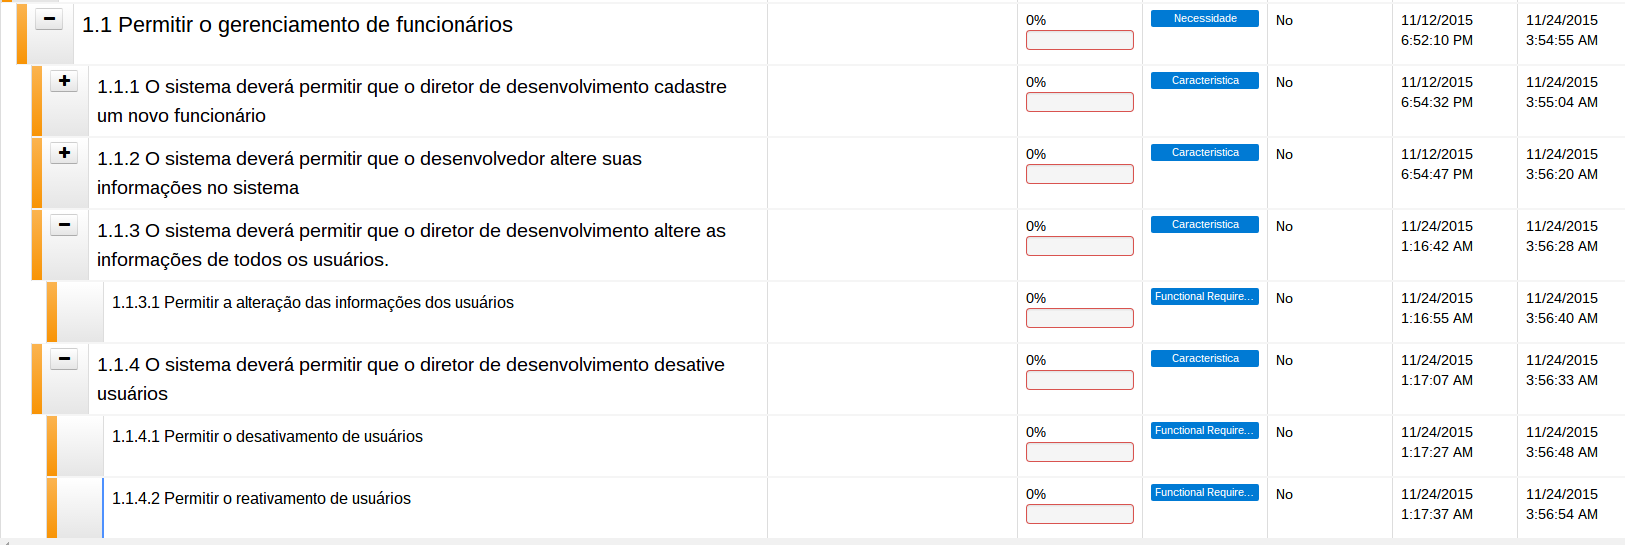 1.1 Permitir o gerenciamento de funcionários
0%
Necessidade
No
11/12/2015
6:52:10 PM
11/24/2015
3:54:55 AM
1.1.1 O sistema deverá permitir que o diretor de desenvolvimento cadastre
um novo funcionário
0%
Caracteristica
No
11/12/2015
6:54:32 PM
11/24/2015
3:55:04 AM
1.1.2 O sistema deverá permitir que o desenvolvedor altere suas
informações no sistema
0%
Caracteristica
No
11/12/2015
6:54:47 PM
11/24/2015
3:56:20 AM
1.1.3 O sistema deverá permitir que o diretor de desenvolvimento altere as
informações de todos os usuários.
0%
Caracteristica
No
11/24/2015
1:16:42 AM
11/24/2015
3:56:28 AM
1.1.3.1 Permitir a alteração das informações dos usuários
0%
Functional Require...
No
11/24/2015
1:16:55 AM
11/24/2015
3:56:40 AM
1.1.4 O sistema deverá permitir que o diretor de desenvolvimento desative
usuários
0%
Caracteristica
No
11/24/2015
1:17:07 AM
11/24/2015
3:56:33 AM
1.1.4.1 Permitir o desativamento de usuários
0%
Functional Require...
No
11/24/2015
1:17:27 AM
11/24/2015
3:56:48 AM
1.1.4.2 Permitir o reativamento de usuários
0%
Functional Require...
No
11/24/2015
1:17:37 AM
11/24/2015
3:56:54 AM